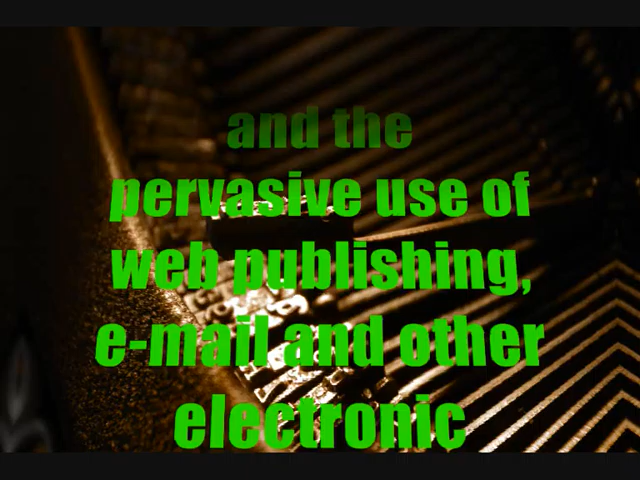 and the
pervasive use of
web publishing,
e-mail and other
electronic